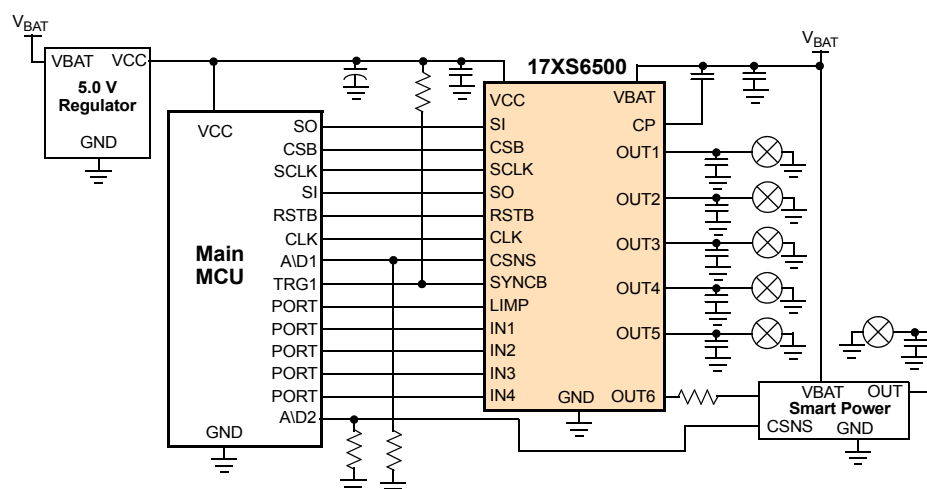 VBAT
VBAT VCC
5.0 V
Regulator
GND
VCC
Main
MCU
SO
CSB
SCLK
SI
RSTB
CLK
A\D1
TRG1
PORT
PORT
PORT
PORT
PORT
A\D2
GND
17XS6500
VCC
SI
CSB
SCLK
SO
RSTB
CLK
CSNS
SYNCB
LIMP
IN1
IN2
IN3
IN4
VBAT
CP
OUT1
OUT2
OUT3
OUT4
OUT5
OUT6
GND
VBAT
VBAT OUT
Smart Power
CSNS
GND